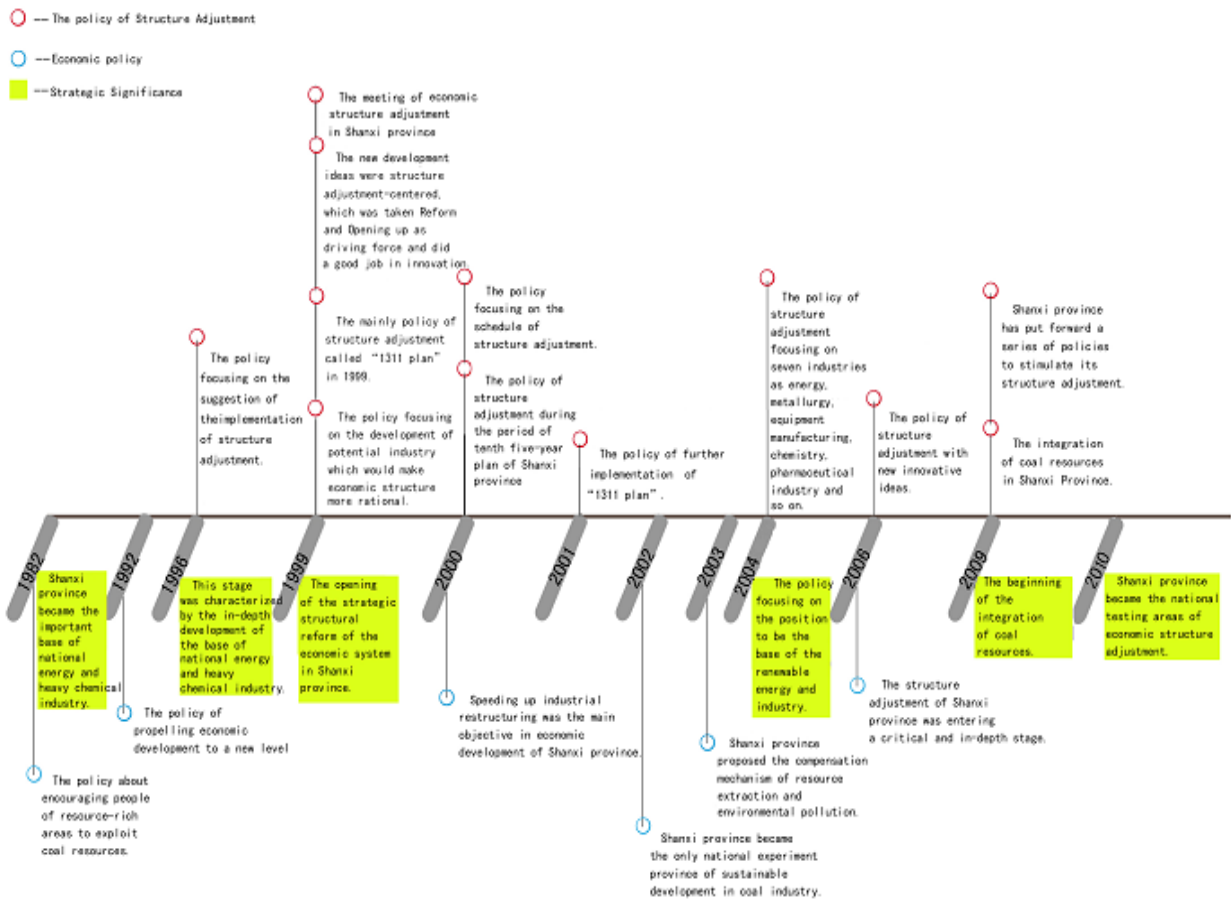 --The policy of Structure Adjustment
--Economic policy
--Strategic Significance
The meeting of economic
structure adjustment
in Shanxi province
The new development
ideas were structure
adjustment-centered,
which was taken Reform
and Opening up as
driving force and did
a good job in innovation.
The mainly policy of
structure adjustment
called "1311 plan"
in 1999.
The policy focusing
on the development of
potential industry
which would make
economic structure
more rational.
The policy
focusing on the
suggestion of
theimplementation
of structure
adjustment.
The policy
focusing on the
schedule of
structure adjustment.
The policy of
structure
adjustment during
the period of
tenth five-year
plan of Shanxi
province
The policy of further
implementation of
"1311 plan".
The policy of
structure
adjustment
focusing on
seven industries
as energy,
metallurgy,
equipment
manufacturing,
chemistry,
pharmaceutical
industry and
so on.
The policy of
structure
adjustment with
new innovative
ideas.
Shanxi province
has put forward a
series of policies
to stimulate its
structure adjustment.
The integration
of coal resources
in Shanxi Province.
1982
1992
1996
1999
2000
2001
2002
2003
2004
2006
2009
2010
Shanxi
province
became the
important
base of
national
energy and
heavy chemical
industry.
This stage
was characterized
by the in-depth
development of
the base of
national energy
and heavy
chemical industry.
The opening
of the strategic
structural
reform of the
economic system
in Shanxi
province.
The policy
focusing on
the position
to be the
base of the
renewable
energy and
industry.
The beginning
of the
integration
of coal
resources.
Shanxi province
became the national
testing areas of
economic structure
adjustment.
The policy about
encouraging people
of resource-rich
areas to exploit
coal resources.
The policy of
propelling economic
development to a new level
Speeding up industrial
restructuring was the main
objective in economic
development of Shanxi province.
Shanxi province became
the only national experiment
province of sustainable
development in coal industry.
Shanxi province
proposed the compensation
mechanism of resource
extraction and
environmental pollution.
The structure
adjustment of Shanxi
province was entering
a critical and in-depth stage.